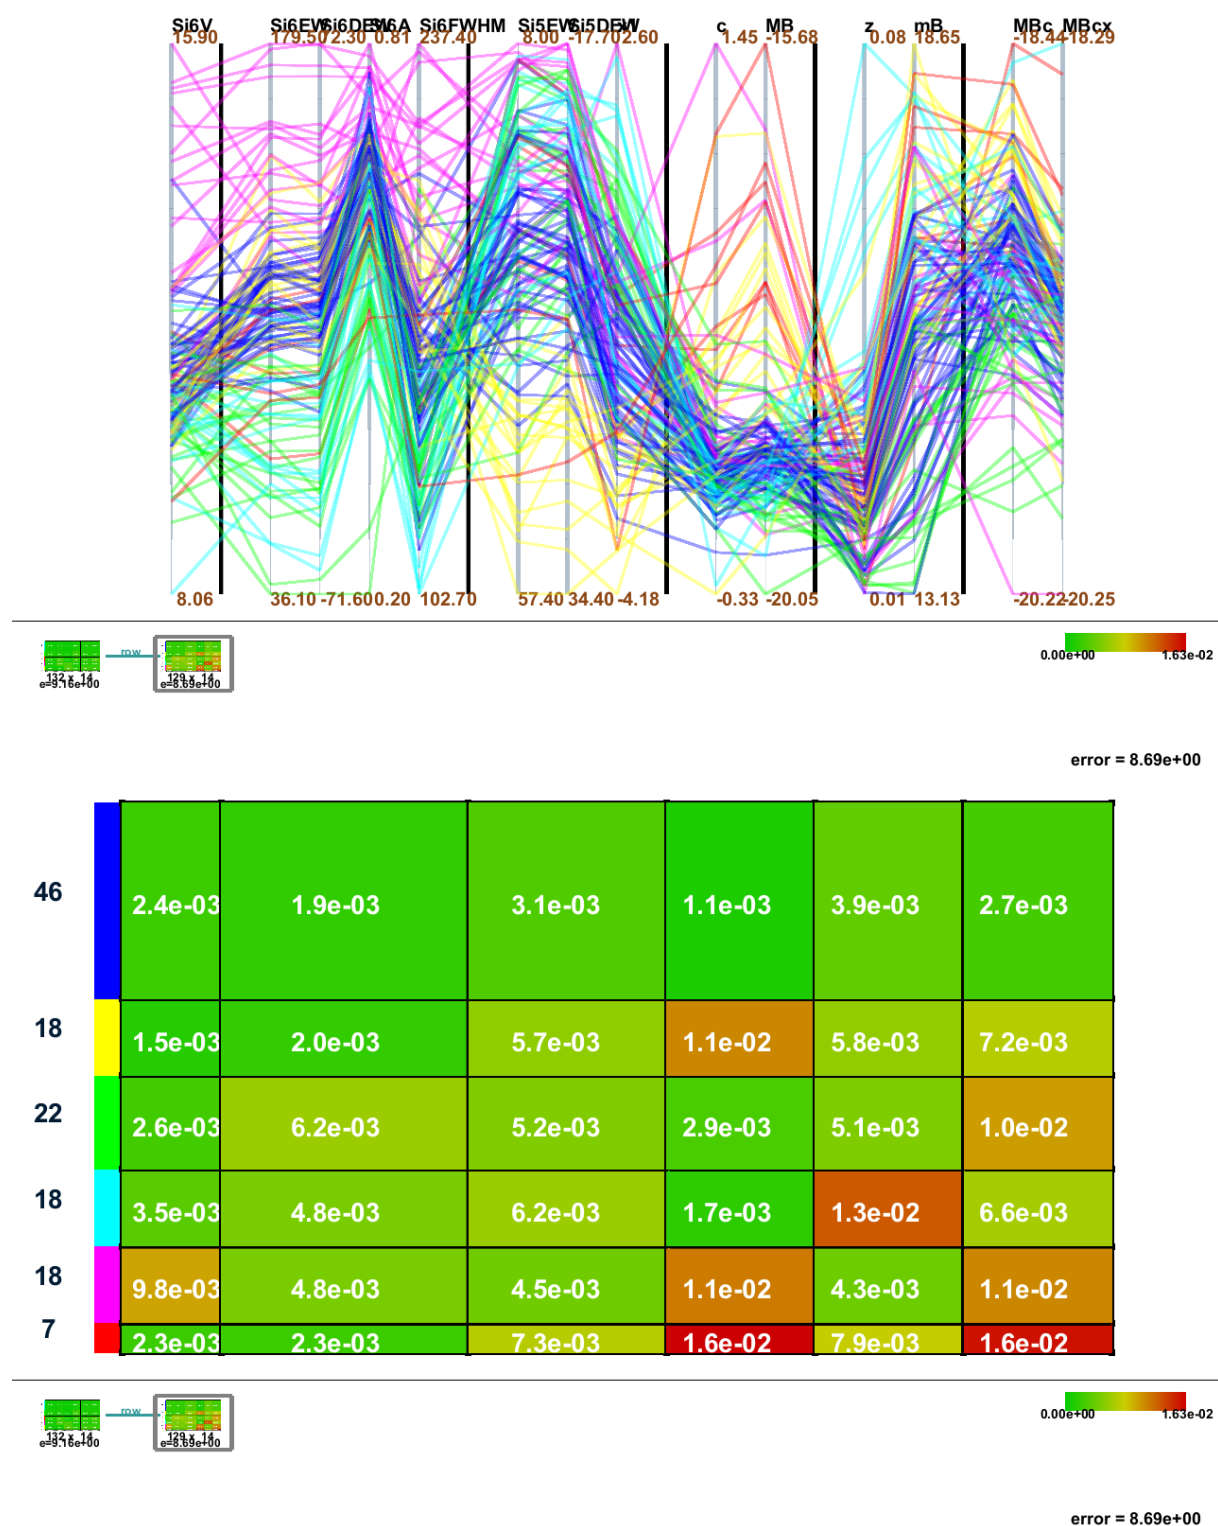 Si6V Si6EW Si6DEW Si6A Si6FWHM Si5EW Si5DEW x1 c MB z mB MBc MBcx
15.90 179.50 72.30 0.81 237.40 8.00 -17.70 2.60 1.45 -15.68 0.08 18.65 -18.44 -18.29
8.06 36.10 -71.60 0.20 102.70 57.40 34.40 -4.18 -0.33 -20.05 0.01 13.13 -20.22 -20.25
row
132 x 14
e=9.16e+00
129 x 14
e=8.69e+00
0.00e+00 1.63e-02
error = 8.69e+00
46 2.4e-03 1.9e-03 3.1e-03 1.1e-03 3.9e-03 2.7e-03
18 1.5e-03 2.0e-03 5.7e-03 1.1e-02 5.8e-03 7.2e-03
22 2.6e-03 6.2e-03 5.2e-03 2.9e-03 5.1e-03 1.0e-02
18 3.5e-03 4.8e-03 6.2e-03 1.7e-03 1.3e-02 6.6e-03
18 9.8e-03 4.8e-03 4.5e-03 1.1e-02 4.3e-03 1.1e-02
7 2.3e-03 2.3e-03 7.3e-03 1.6e-02 7.9e-03 1.6e-02
row
132 x 14
e=9.16e+00
129 x 14
e=8.69e+00
0.00e+00 1.63e-02
error = 8.69e+00